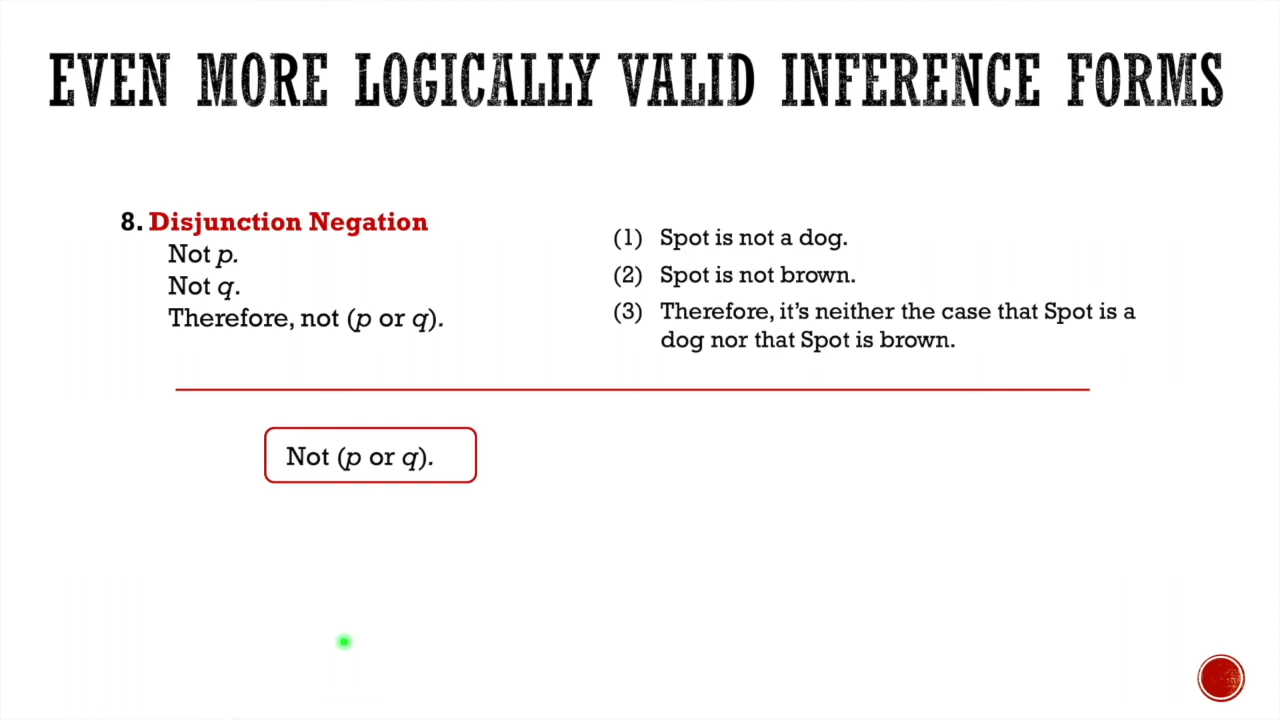 EVEN MORE LOGICALLY VALID INFERENCE FORMS
8. Disjunction Negation
Not p.
Not q.
Therefore, not (p or q).
(1) Spot is not a dog.
(2) Spot is not brown.
(3) Therefore, it’s neither the case that Spot is a
dog nor that Spot is brown.
Not (p or q).